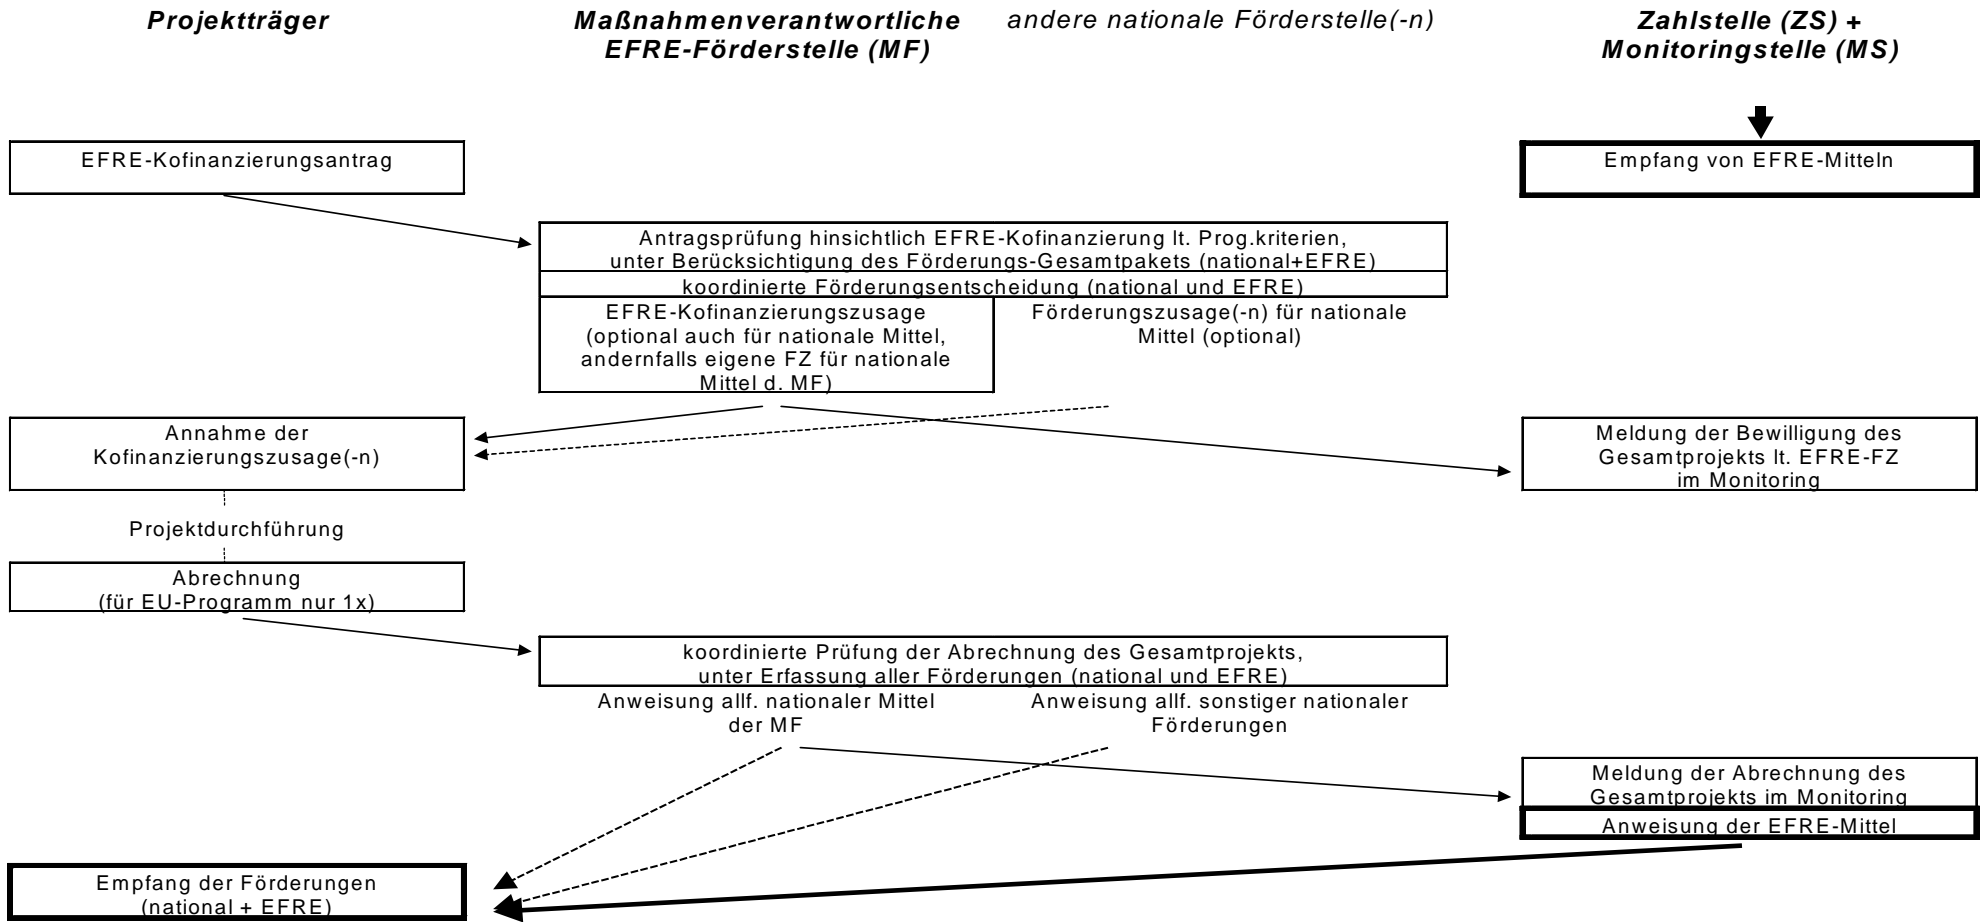 Projektträger
Maßnahmenverantwortliche
EFRE-Förderstelle (MF)
andere nationale Förderstelle(-n)
Zahlstelle (ZS) +
Monitoringstelle (MS)
EFRE-Kofinanzierungsantrag
Empfang von EFRE-Mitteln
Antragsprüfung hinsichtlich EFRE-Kofinanzierung lt. Prog.kriterien,
unter Berücksichtigung des Förderungs-Gesamtpakets (national+EFRE)
koordinierte Förderungsentscheidung (national und EFRE)
EFRE-Kofinanzierungszusage
(optional auch für nationale Mittel,
andernfalls eigene FZ für nationale
Mittel d. MF)
Förderungszusage(-n) für nationale
Mittel (optional)
Annahme der
Kofinanzierungszusage(-n)
Meldung der Bewilligung des
Gesamtprojekts lt. EFRE-FZ
im Monitoring
Projektdurchführung
Abrechnung
(für EU-Programm nur 1x)
koordinierte Prüfung der Abrechnung des Gesamtprojekts,
unter Erfassung aller Förderungen (national und EFRE)
Anweisung allf. nationaler Mittel
der MF
Anweisung allf. sonstiger nationaler
Förderungen
Meldung der Abrechnung des
Gesamtprojekts im Monitoring
Anweisung der EFRE-Mittel
Empfang der Förderungen
(national + EFRE)